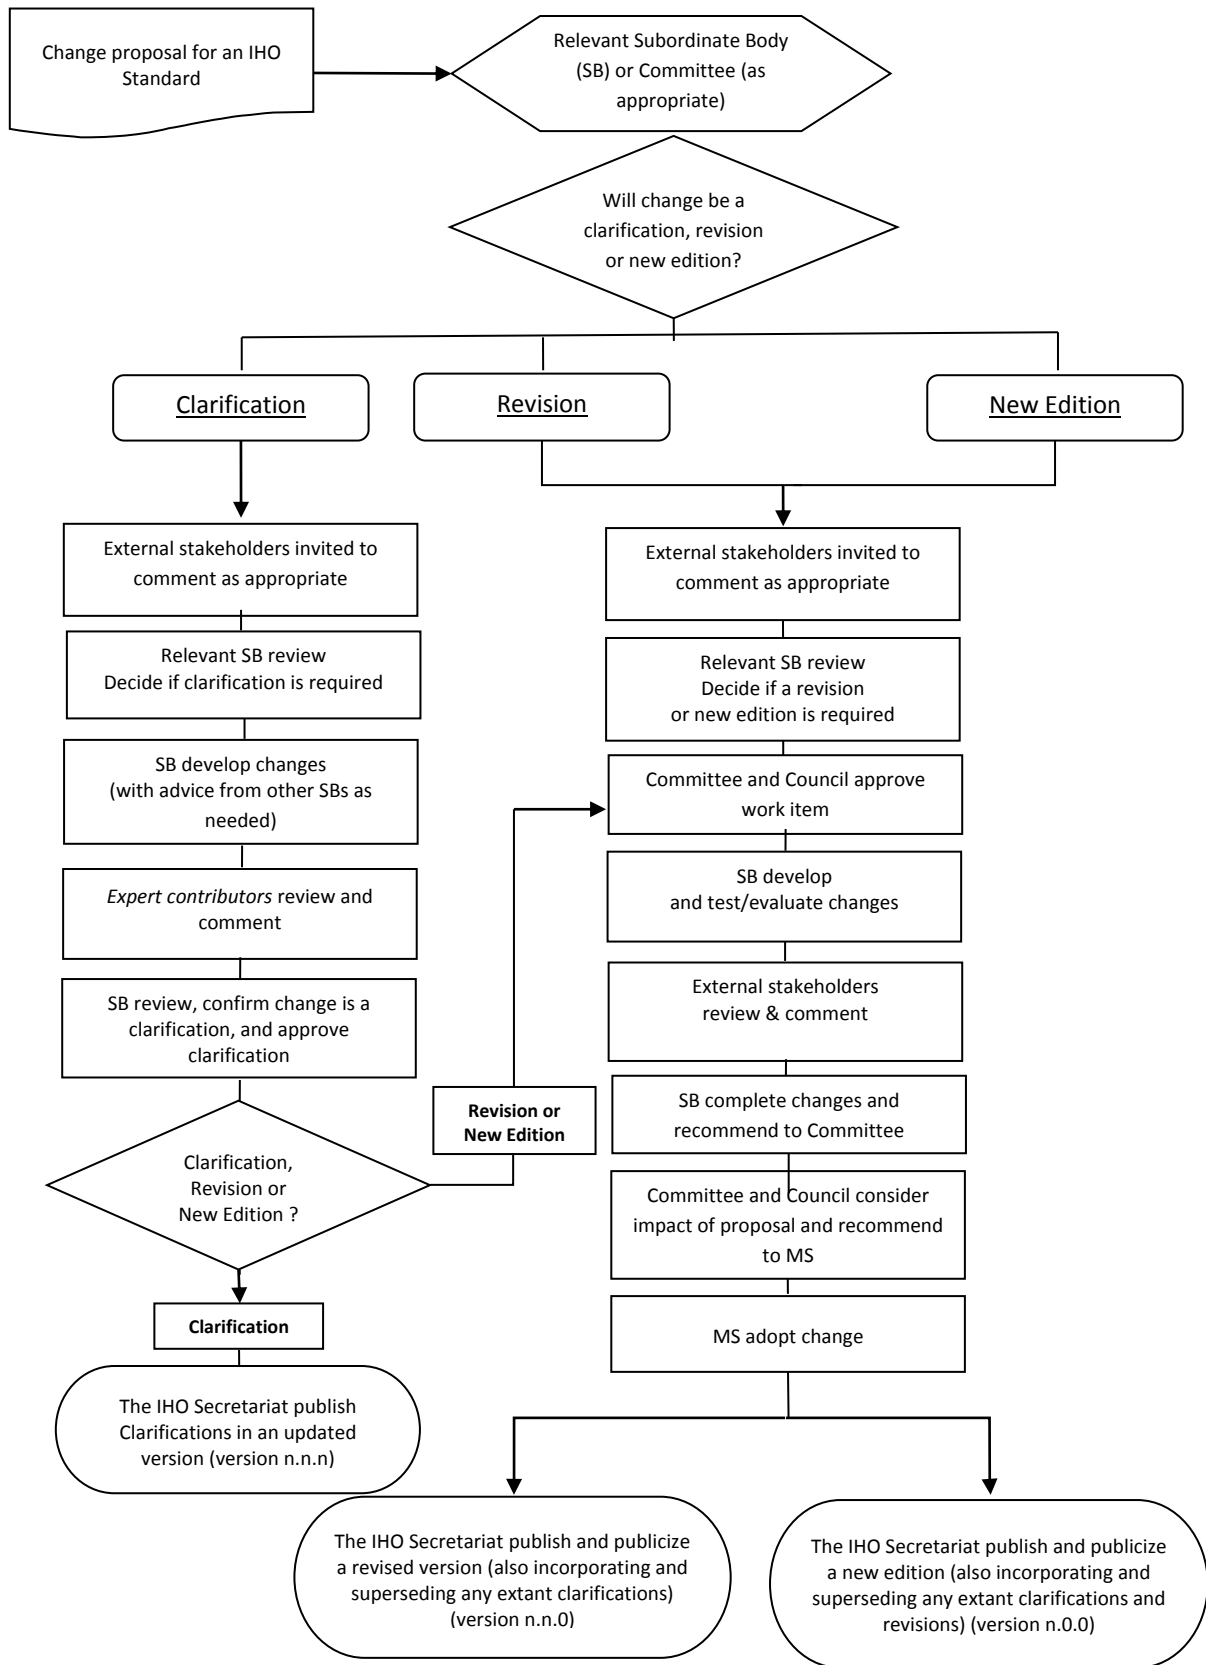 Change proposal for an IHO
Standard
Relevant Subordinate Body
(SB) or Committee (as
appropriate)
Will change be a
clarification, revision
or new edition?
Clarification
Revision
New Edition
External stakeholders invited to
comment as appropriate
Relevant SB review
Decide if clarification is required
SB develop changes
(with advice from other SBs as
needed)
Expert contributors review and
comment
SB review, confirm change is a
clarification, and approve
clarification
Clarification,
Revision or
New Edition ?
Revision or
New Edition
Clarification
The IHO Secretariat publish
Clarifications in an updated
version (version n.n.n)
External stakeholders invited to
comment as appropriate
Relevant SB review
Decide if a revision
or new edition is required
Committee and Council approve
work item
SB develop
and test/evaluate changes
External stakeholders
review & comment
SB complete changes and
recommend to Committee
Committee and Council consider
impact of proposal and recommend
to MS
MS adopt change
The IHO Secretariat publish and publicize
a revised version (also incorporating and
superseding any extant clarifications)
(version n.n.0)
The IHO Secretariat publish and publicize
a new edition (also incorporating and
superseding any extant clarifications and
revisions) (version n.0.0)